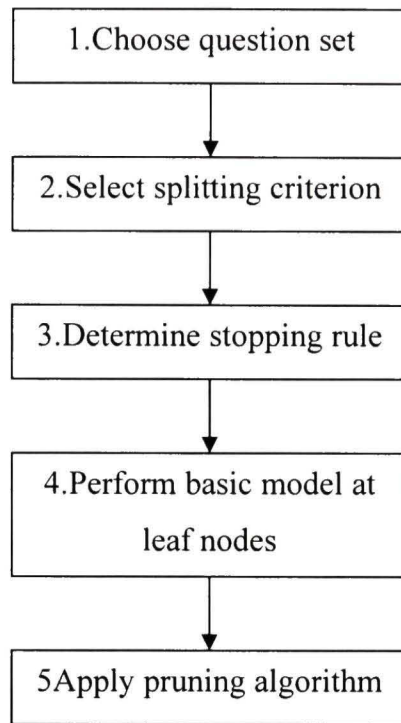 1.Choose question set
2.Select splitting criterion
3.Determine stopping rule
4.Perform basic model at
leaf nodes
5Apply pruning algorithm